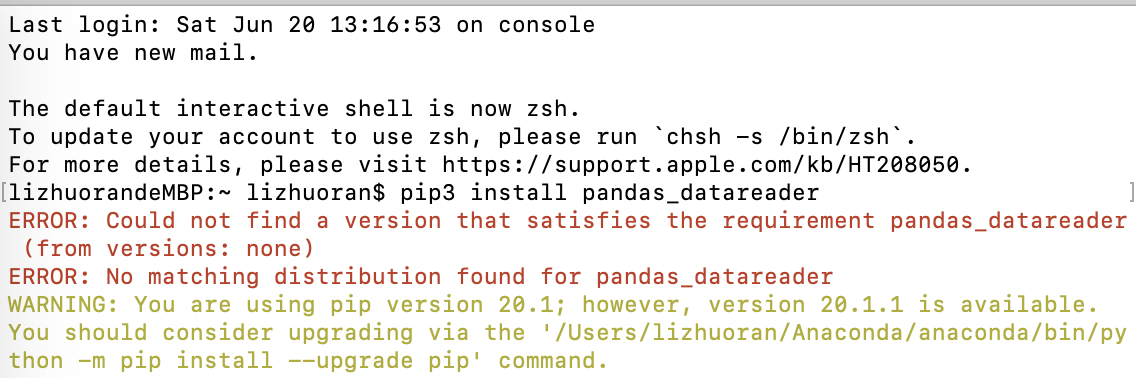 Last login: Sat Jun 20 13:16:53 on console
You have new mail.
The default interactive shell is now zsh.
To update your account to use zsh, please run `chsh -s /bin/zsh`.
For more details, please visit https://support.apple.com/kb/HT208050.
[lizhuorandeMBP:~ lizhuoran$ pip3 install pandas_datareader ]
ERROR: Could not find a version that satisfies the requirement pandas_datareader
 (from versions: none)
ERROR: No matching distribution found for pandas_datareader
WARNING: You are using pip version 20.1; however, version 20.1.1 is available.
You should consider upgrading via the '/Users/lizhuoran/Anaconda/anaconda/bin/py
thon -m pip install --upgrade pip' command.